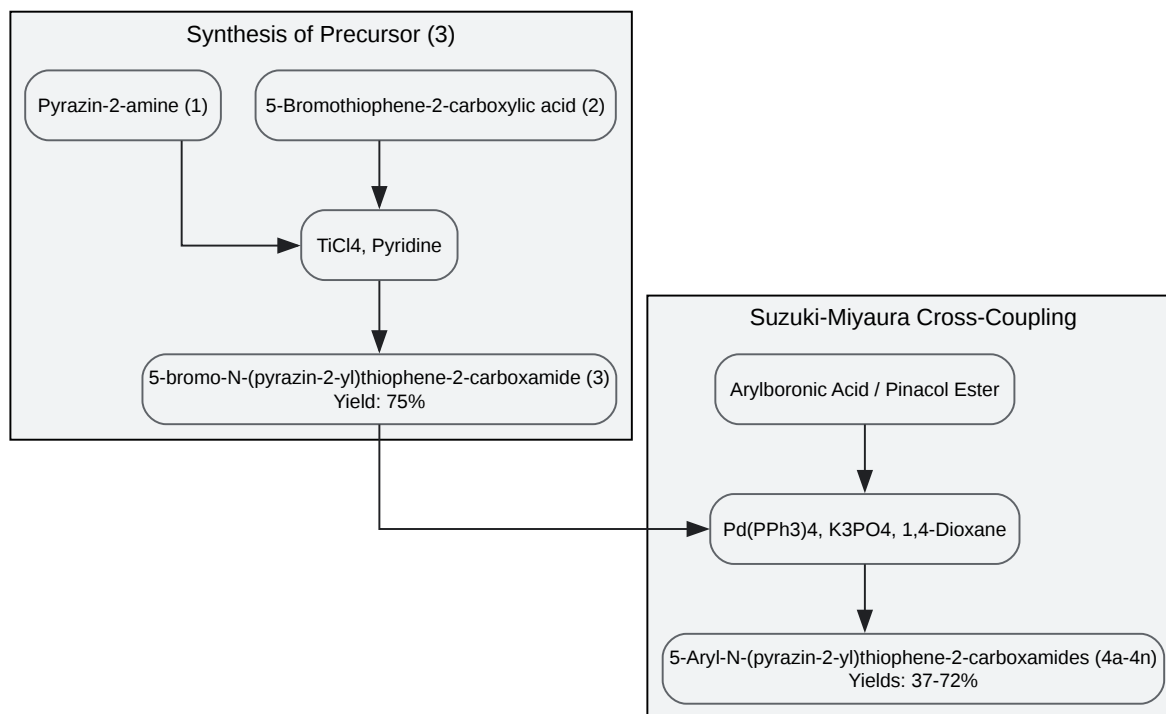 Synthesis of Precursor (3)
Pyrazin-2-amine (1)
5-Bromothiophene-2-carboxylic acid (2)
TiCl4, Pyridine
5-bromo-N-(pyrazin-2-yl)thiophene-2-carboxamide (3)
Yield: 75%
Suzuki-Miyaura Cross-Coupling
Arylboronic Acid / Pinacol Ester
Pd(PPh3)4, K3PO4, 1,4-Dioxane
5-Aryl-N-(pyrazin-2-yl)thiophene-2-carboxamides (4a-4n)
Yields: 37-72%